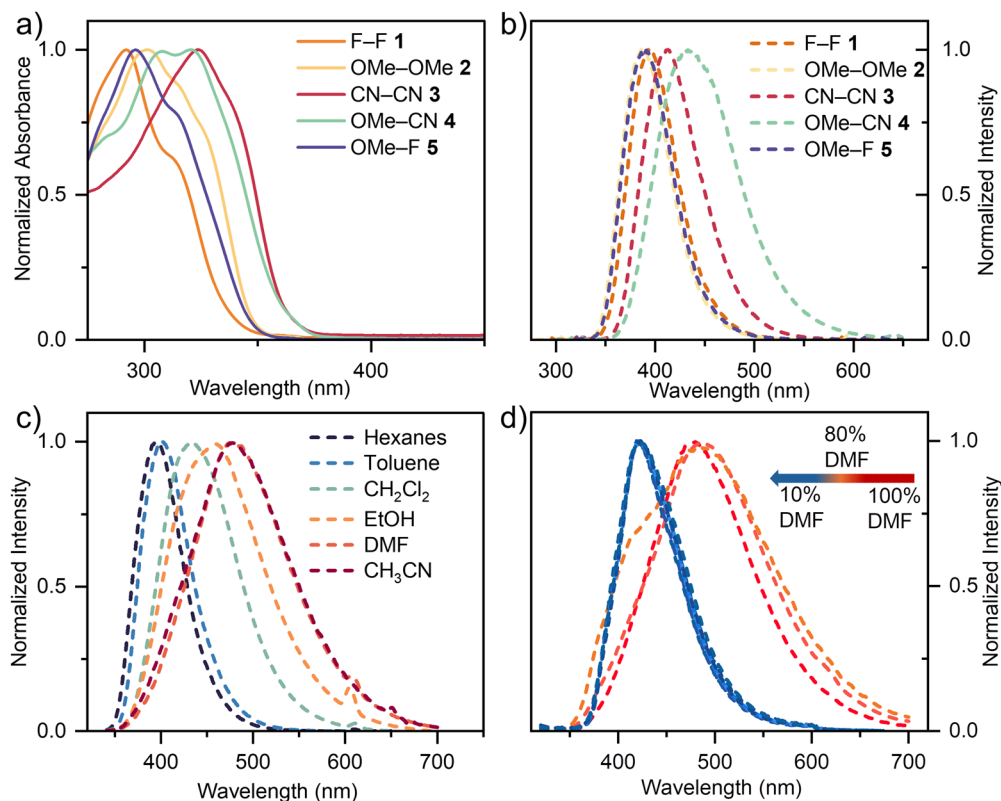 a)
1.0
0.5
0.0
Normalized Absorbance
300
400
Wavelength (nm)
F–F 1
OMe–OMe 2
CN–CN 3
OMe–CN 4
OMe–F 5
b)
F–F 1
OMe–OMe 2
CN–CN 3
OMe–CN 4
OMe–F 5
1.0
0.5
0.0
Normalized Intensity
300
400
500
600
Wavelength (nm)
c)
1.0
0.5
0.0
Normalized Intensity
Hexanes
Toluene
CH₂Cl₂
EtOH
DMF
CH₃CN
400
500
600
700
Wavelength (nm)
d)
80%
DMF
10%
DMF
100%
DMF
1.0
0.5
0.0
Normalized Intensity
400
500
600
700
Wavelength (nm)